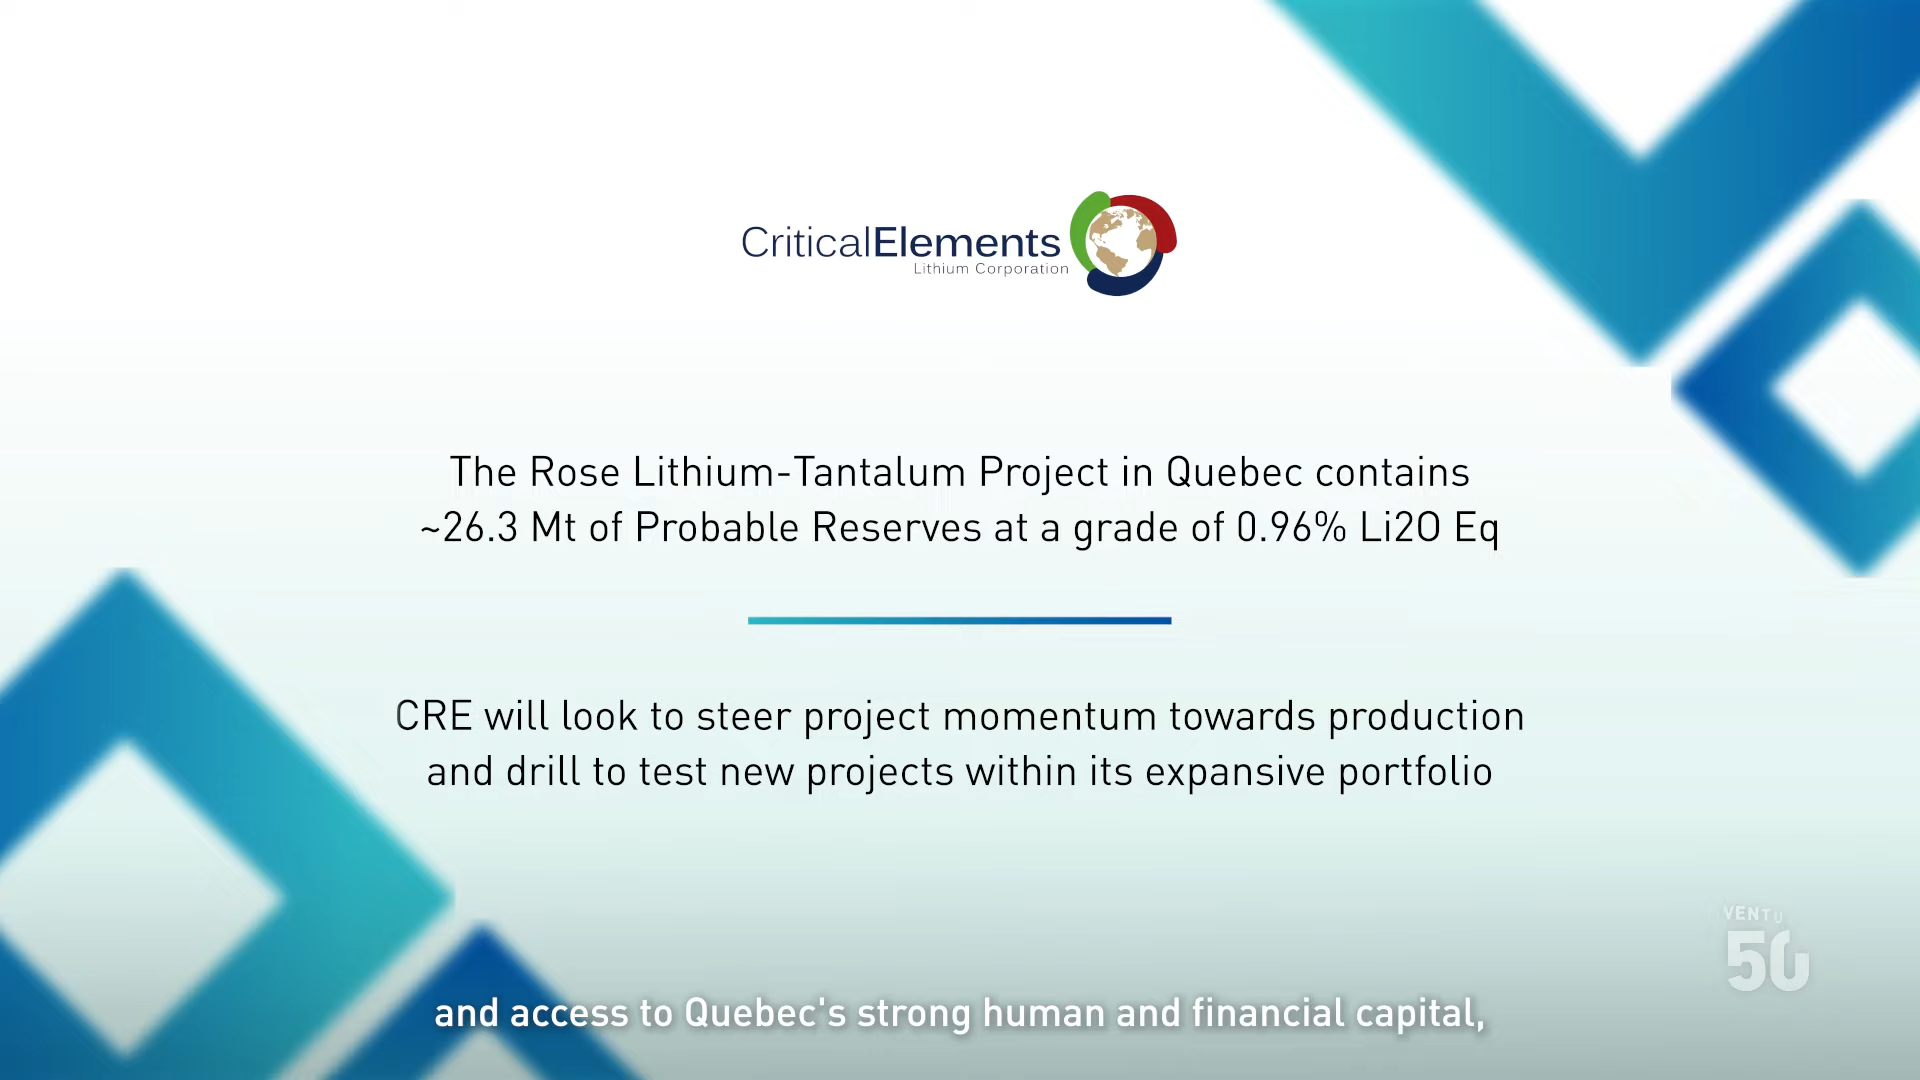 CriticalElements
Lithium Corporation
The Rose Lithium-Tantalum Project in Quebec contains
~26.3 Mt of Probable Reserves at a grade of 0.96% Li2O Eq
CRE will look to steer project momentum towards production
and drill to test new projects within its expansive portfolio
VENTU
50
and access to Quebec's strong human and financial capital,